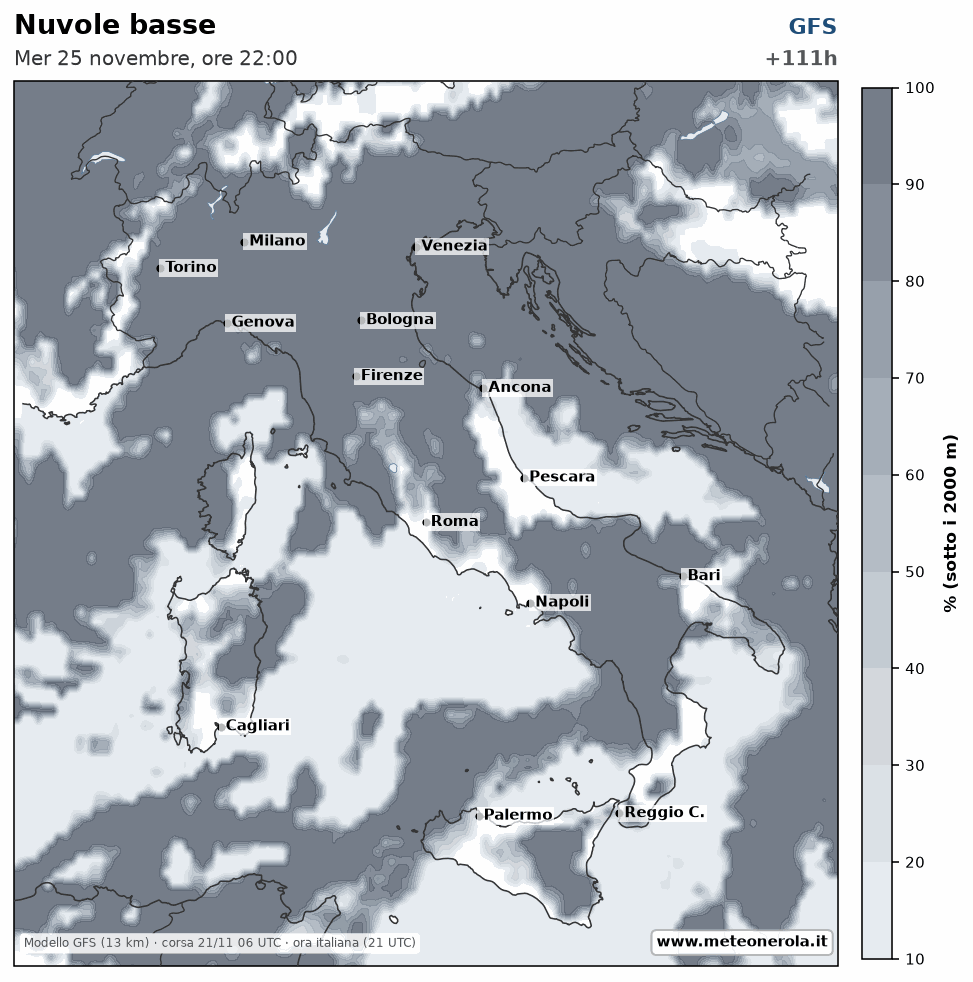 Nuvole basse
GFS
Mer 25 novembre, ore 22:00
+111h
Milano
Venezia
Torino
Genova
Bologna
Firenze
Ancona
Pescara
Roma
Bari
Napoli
Cagliari
Palermo
Reggio C.
Modello GFS (13 km) · corsa 21/11 06 UTC · ora italiana (21 UTC)
www.meteonerola.it
100
90
80
70
60
50
40
30
20
10
% (sotto i 2000 m)